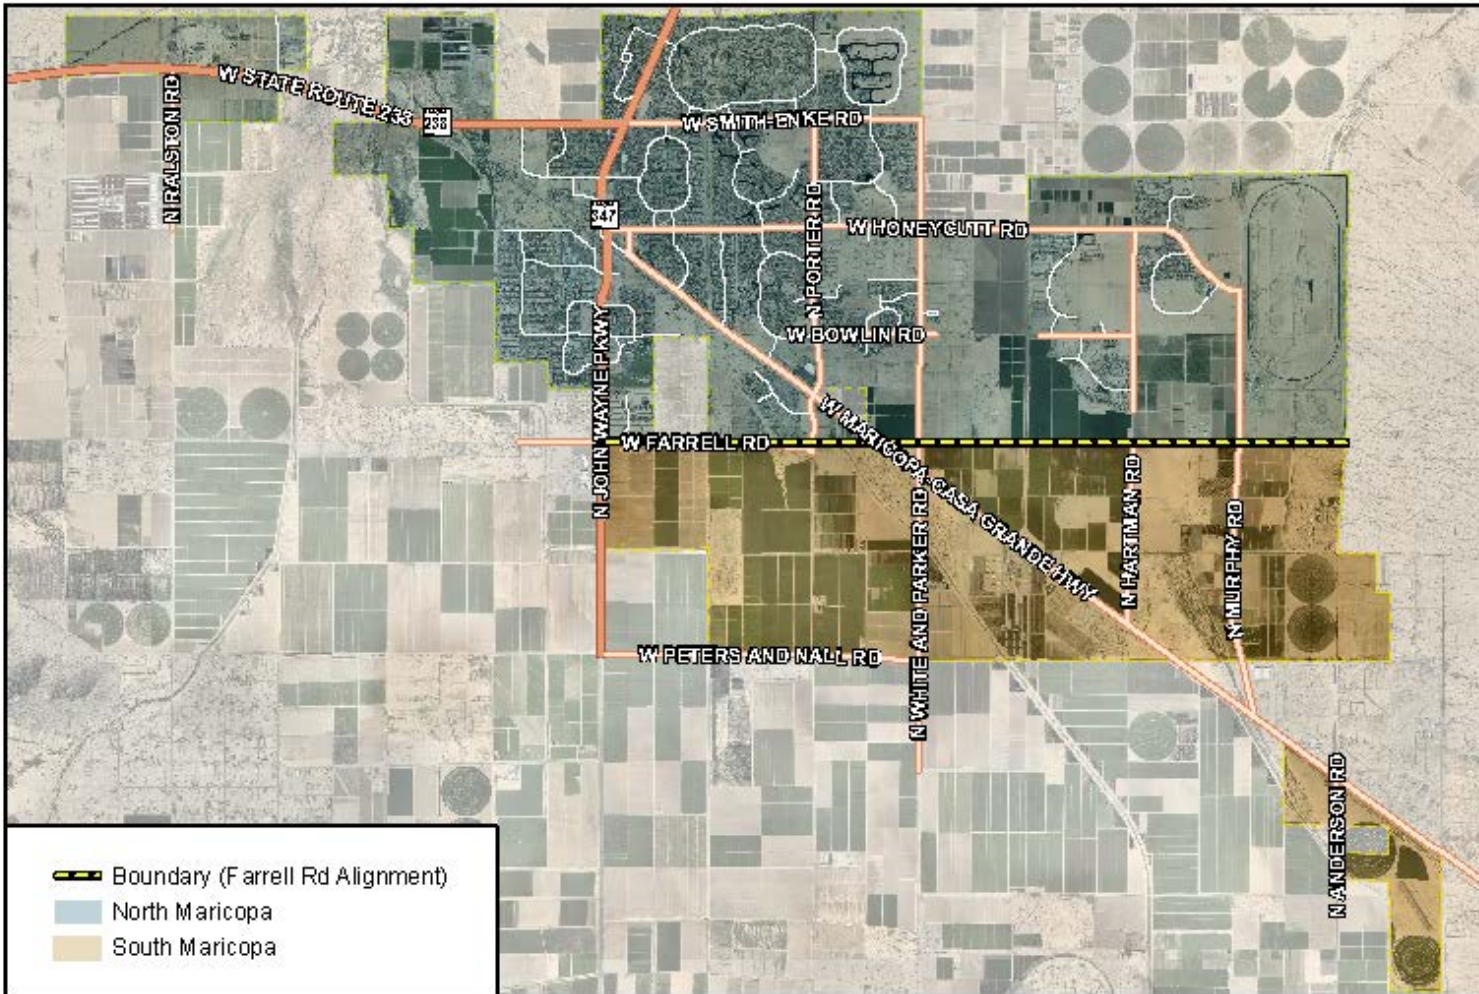 W STATE ROUTE 238
238
N RALSTON RD
W SMITH-ENKE RD
347
N PORTER RD
W HONEYCUTT RD
W BOWLIN RD
N JOHN WAYNE PKWY
W FARRELL RD
W MARICOPA-CASA GRANDE HWY
N WHITE AND PARKER RD
N HARTMAN RD
N MURPHY RD
W PETERS AND NALL RD
N ANDERSON RD
Boundary (Farrell Rd Alignment)
North Maricopa
South Maricopa